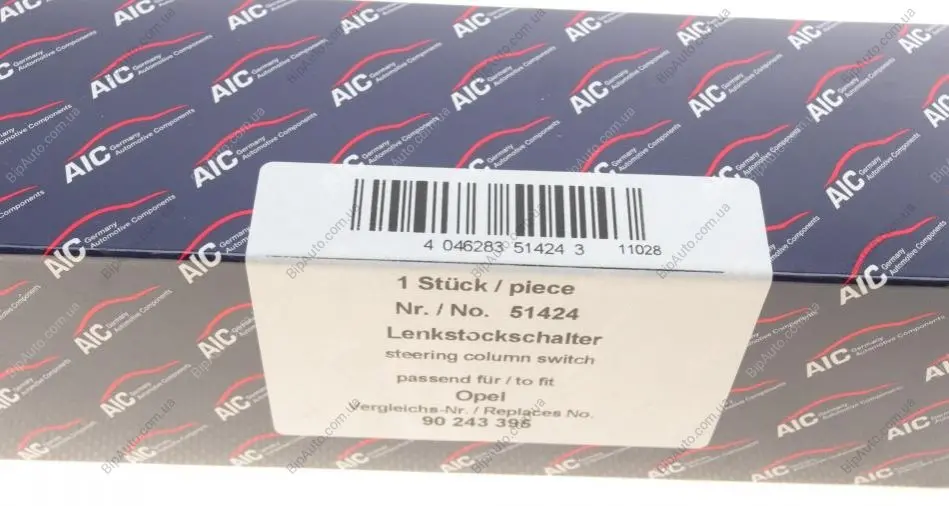 AIC Germany Automotive Components
4 046283 51424 3 11028
1 Stück / piece
Nr. / No. 51424
Lenkstockschalter
steering column switch
passend für / to fit
Opel
Vergleichs-Nr. / Replaces No.
90 243 395
BipAuto.com.ua